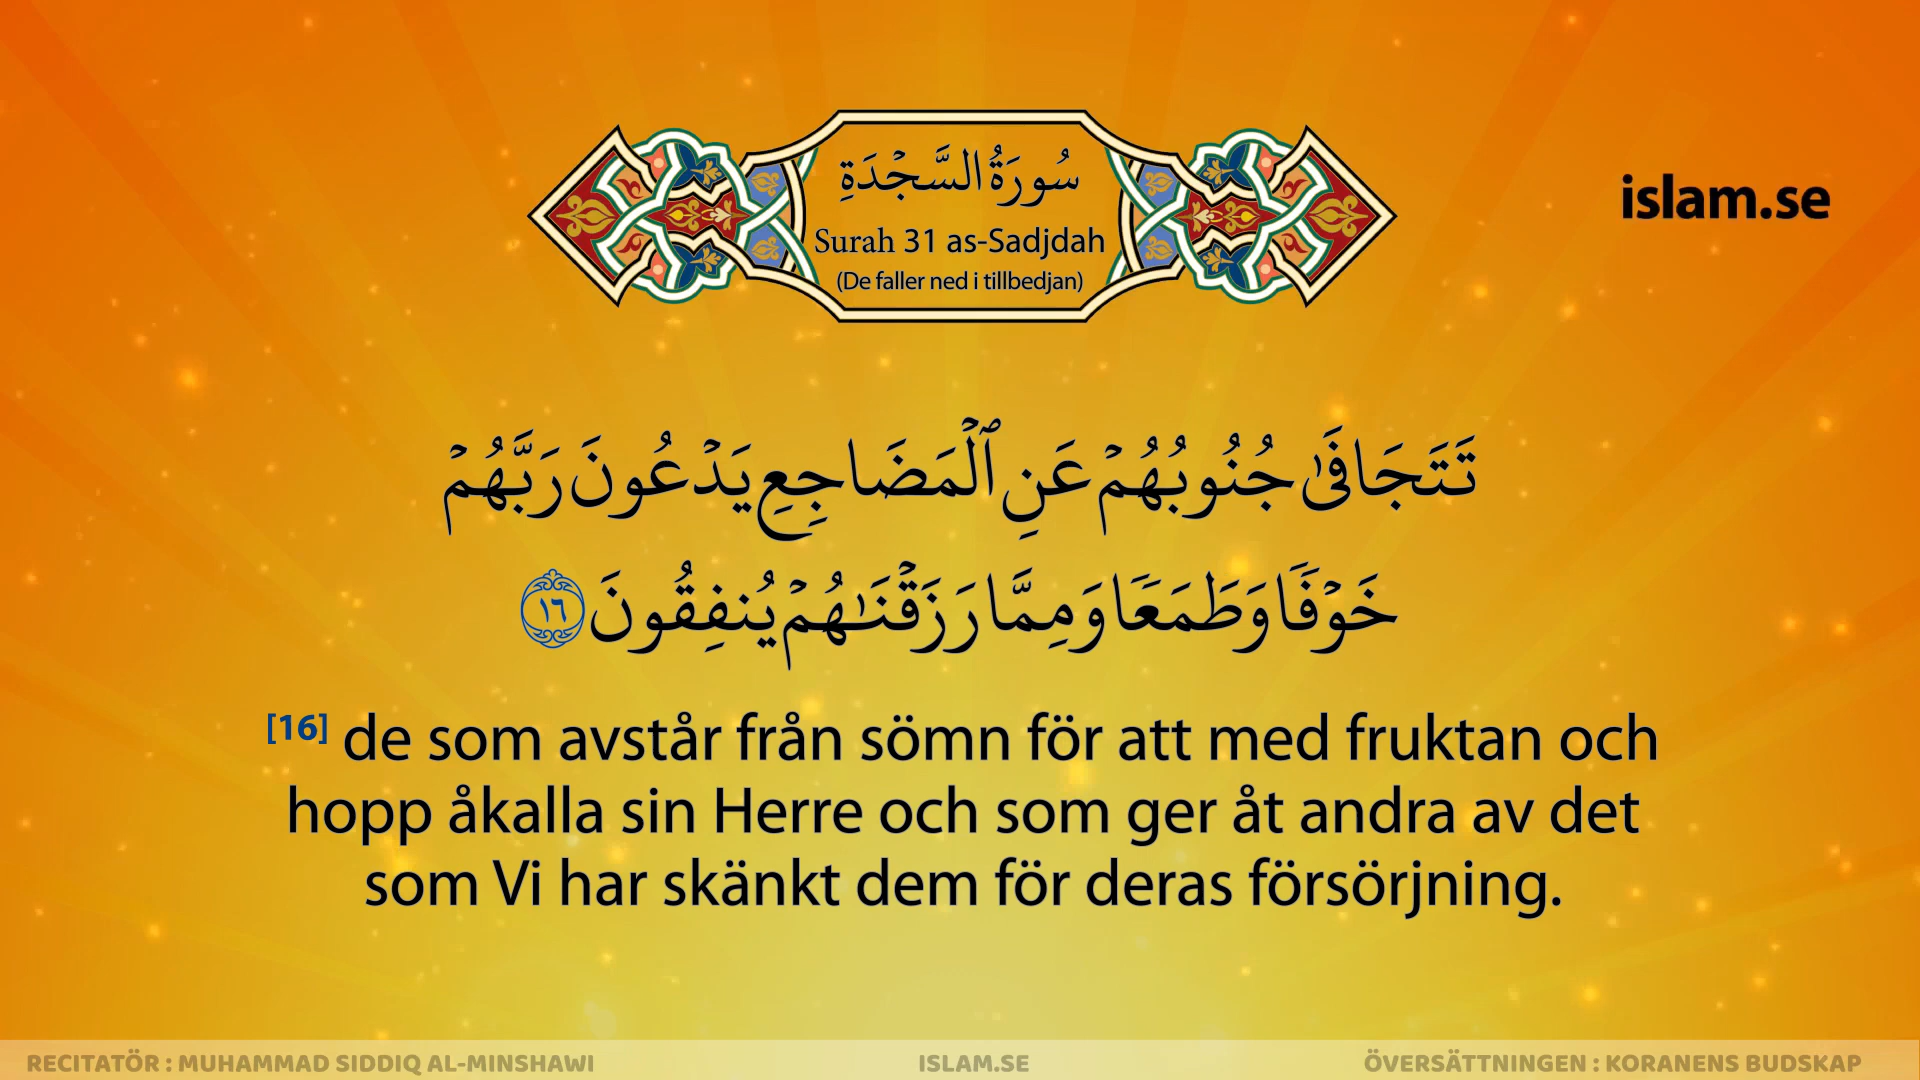 سُورَةُ السَّجْدَةِ
Surah 31 as-Sadjdah
(De faller ned i tillbedjan)
islam.se
تَتَجَافَىٰ جُنُوبُهُمۡ عَنِ ٱلۡمَضَاجِعِ يَدۡعُونَ رَبَّهُمۡ
خَوۡفٗا وَطَمَعٗا وَمِمَّا رَزَقۡنَٰهُمۡ يُنفِقُونَ ١٦
[16] de som avstår från sömn för att med fruktan och
hopp åkalla sin Herre och som ger åt andra av det
som Vi har skänkt dem för deras försörjning.
RECITATÖR : MUHAMMAD SIDDIQ AL-MINSHAWI
ISLAM.SE
ÖVERSÄTTNINGEN : KORANENS BUDSKAP